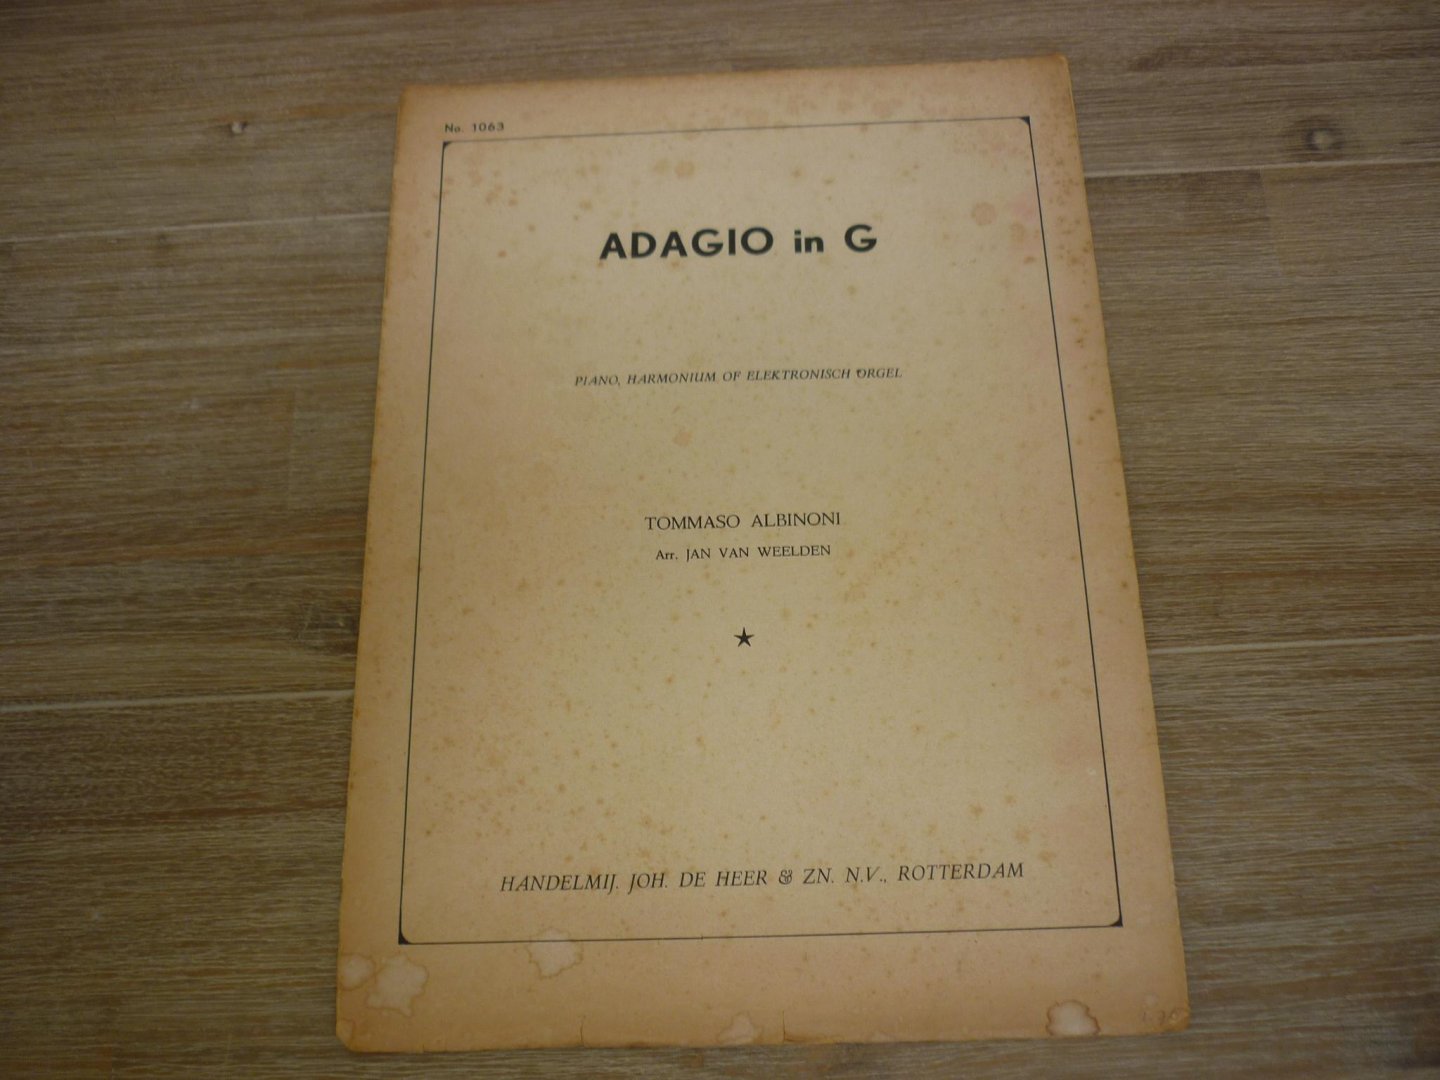 No. 1063
ADAGIO in G
PIANO, HARMONIUM OF ELEKTRONISCH ORGEL
TOMMASO ALBINONI
Arr. JAN VAN WEELDEN
HANDELMIJ. JOH. DE HEER & ZN. N.V., ROTTERDAM